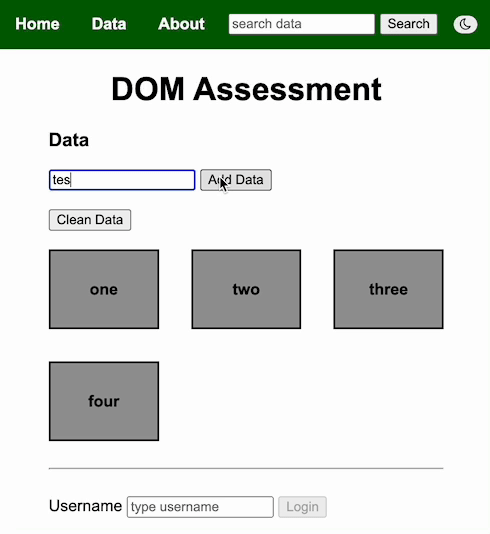 Home Data About search data Search
DOM Assessment
Data
tes Add Data
Clean Data
one two three
four
Username type username Login